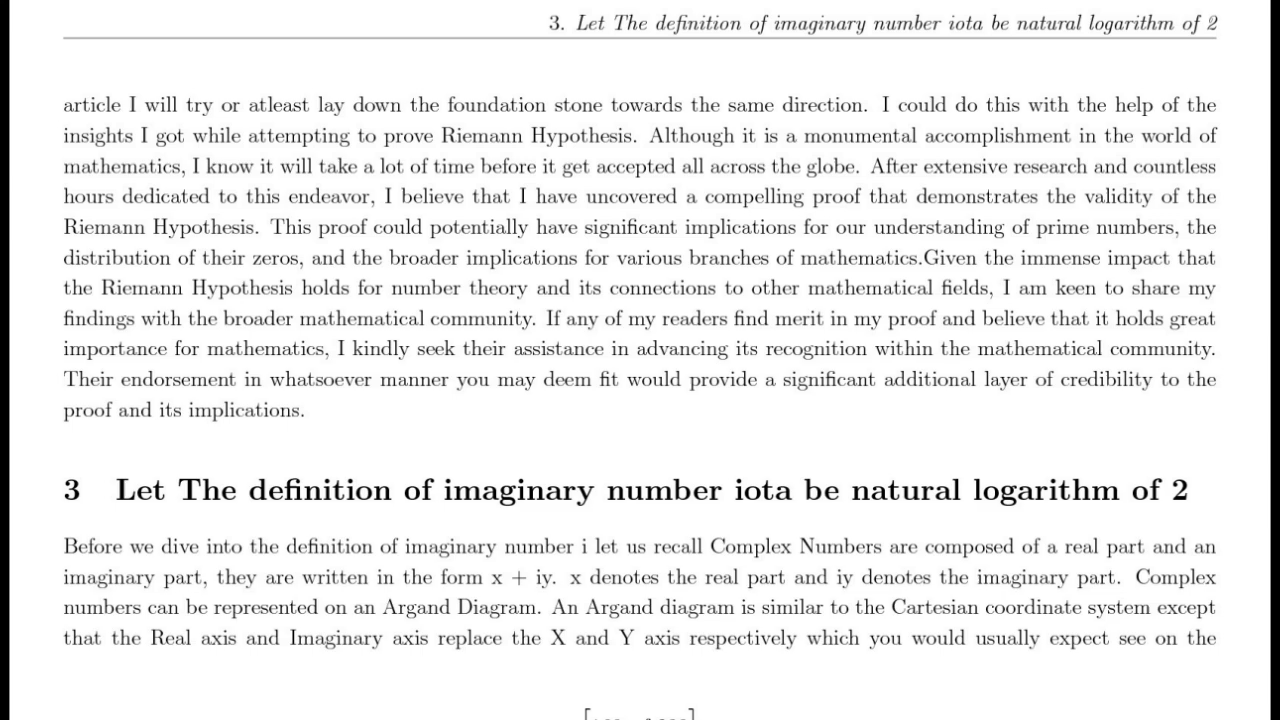 3. Let The definition of imaginary number iota be natural logarithm of 2
article I will try or atleast lay down the foundation stone towards the same direction. I could do this with the help of the
insights I got while attempting to prove Riemann Hypothesis. Although it is a monumental accomplishment in the world of
mathematics, I know it will take a lot of time before it get accepted all across the globe. After extensive research and countless
hours dedicated to this endeavor, I believe that I have uncovered a compelling proof that demonstrates the validity of the
Riemann Hypothesis. This proof could potentially have significant implications for our understanding of prime numbers, the
distribution of their zeros, and the broader implications for various branches of mathematics.Given the immense impact that
the Riemann Hypothesis holds for number theory and its connections to other mathematical fields, I am keen to share my
findings with the broader mathematical community. If any of my readers find merit in my proof and believe that it holds great
importance for mathematics, I kindly seek their assistance in advancing its recognition within the mathematical community.
Their endorsement in whatsoever manner you may deem fit would provide a significant additional layer of credibility to the
proof and its implications.
3 Let The definition of imaginary number iota be natural logarithm of 2
Before we dive into the definition of imaginary number i let us recall Complex Numbers are composed of a real part and an
imaginary part, they are written in the form x + iy. x denotes the real part and iy denotes the imaginary part. Complex
numbers can be represented on an Argand Diagram. An Argand diagram is similar to the Cartesian coordinate system except
that the Real axis and Imaginary axis replace the X and Y axis respectively which you would usually expect see on the